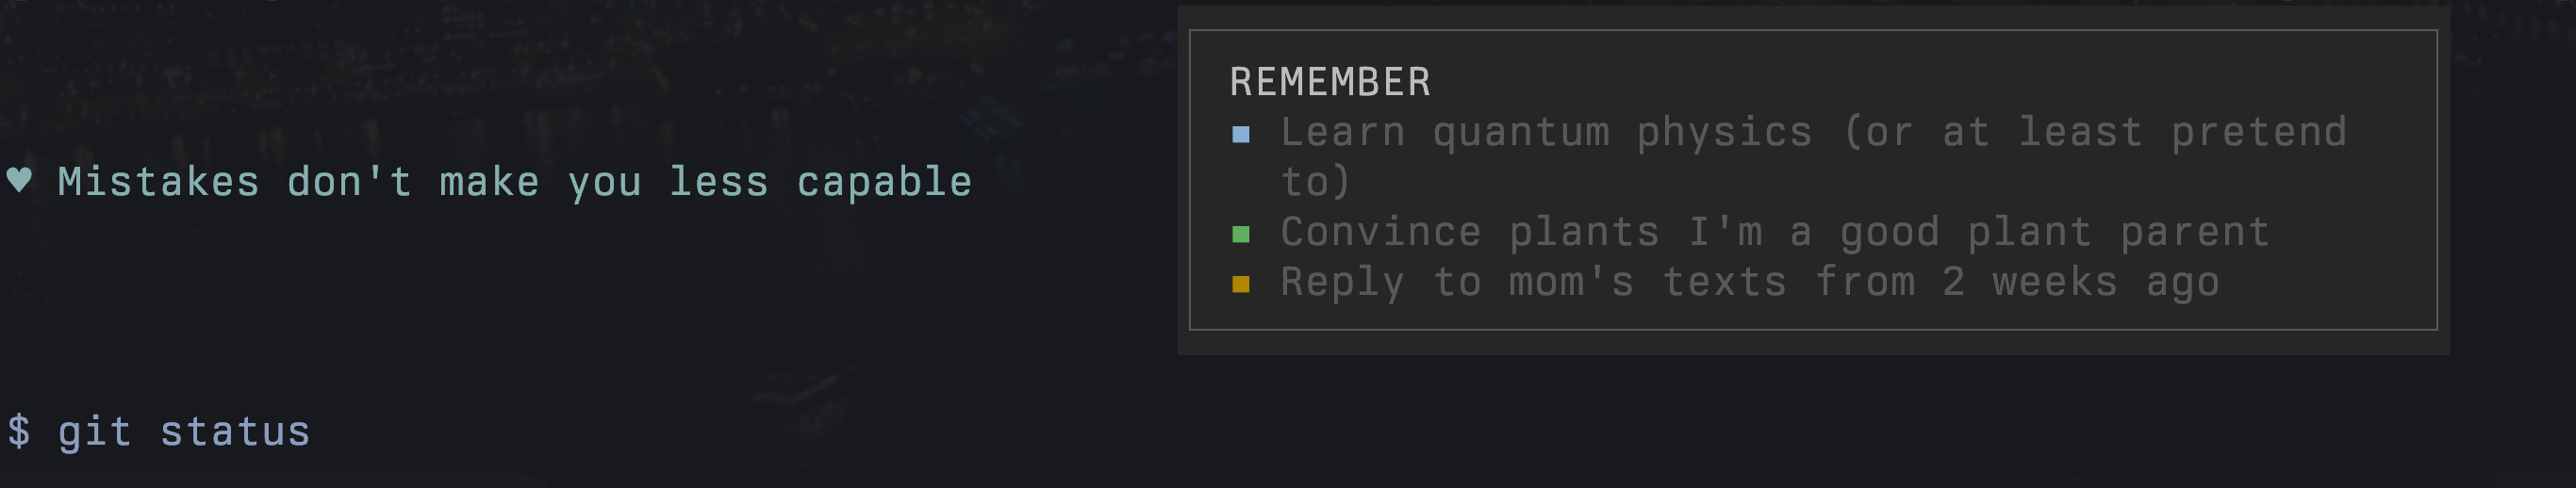 ♥ Mistakes don't make you less capable
REMEMBER
Learn quantum physics (or at least pretend
to)
Convince plants I'm a good plant parent
Reply to mom's texts from 2 weeks ago
$ git status